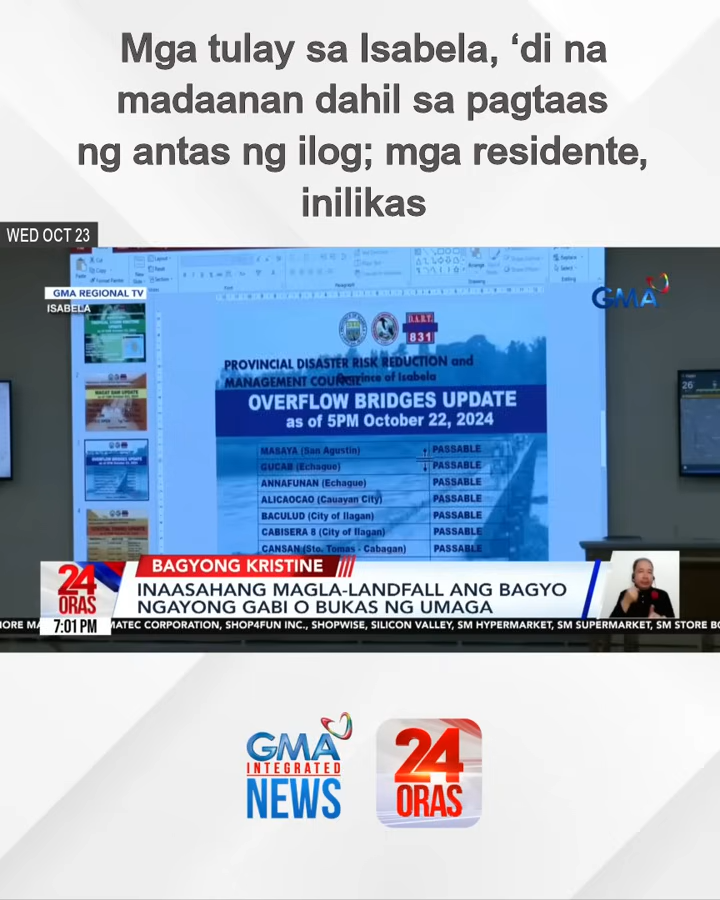 Mga tulay sa Isabela, ‘di na
madaanan dahil sa pagtaas
ng antas ng ilog; mga residente,
inilikas
WED OCT 23
GMA REGIONAL TV
ISABELA
GMA
D.A.R.T.
831
PROVINCIAL DISASTER RISK REDUCTION and
MANAGEMENT
Province of Isabela
OVERFLOW BRIDGES UPDATE
as of 5PM October 22, 2024
MASAYA (San Agustin) PASSABLE
GUCAB (Echague) PASSABLE
ANNAFUNAN (Echague) PASSABLE
ALICAOCAO (Cauayan City) PASSABLE
BACULUD (City of Ilagan) PASSABLE
CABISERA 8 (City of Ilagan) PASSABLE
CANSAN (Sto. Tomas - Cabagan) PASSABLE
26°
BAGYONG KRISTINE
24 ORAS
INAASAHANG MAGLA-LANDFALL ANG BAGYO
NGAYONG GABI O BUKAS NG UMAGA
7:01 PM
MATEC CORPORATION, SHOP4FUN INC., SHOPWISE, SILICON VALLEY, SM HYPERMARKET, SM SUPERMARKET, SM STORE
GMA
INTEGRATED
NEWS
24
ORAS